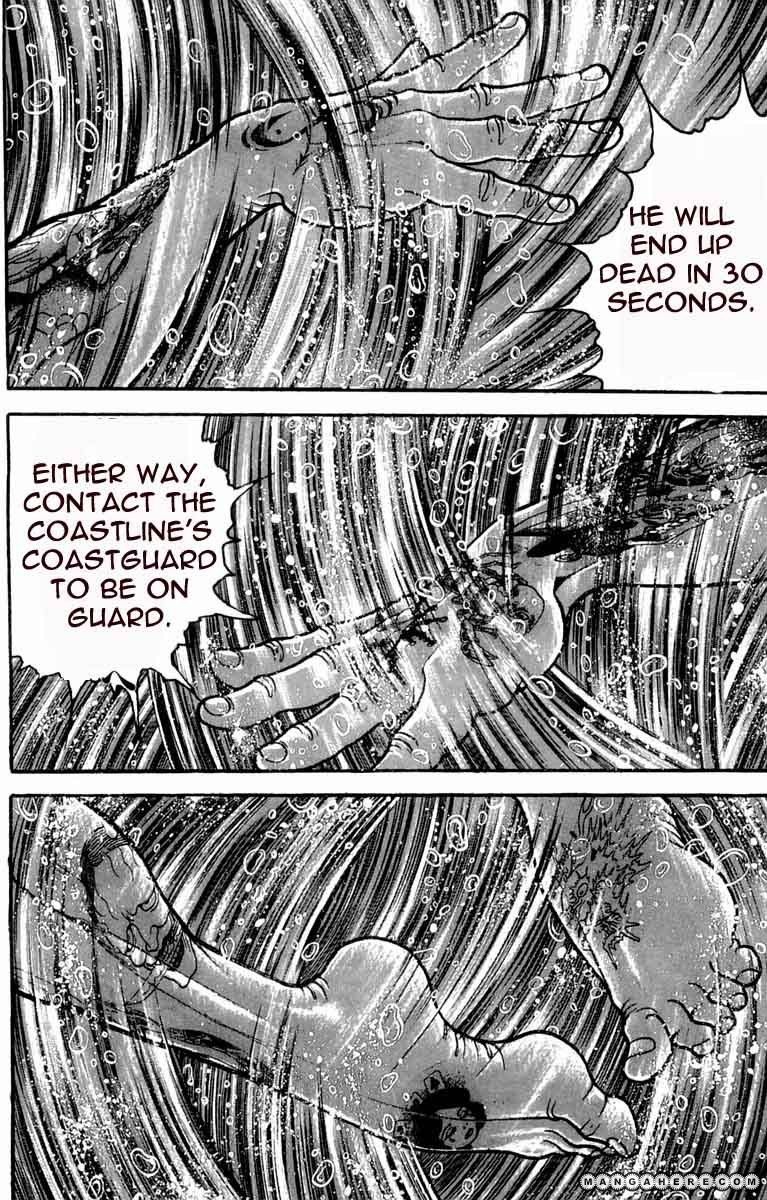 HE WILL
END UP
DEAD IN 30
SECONDS.
EITHER WAY,
CONTACT THE
COASTLINE'S
COASTGUARD
TO BE ON
GUARD.
MANGAHERE.COM